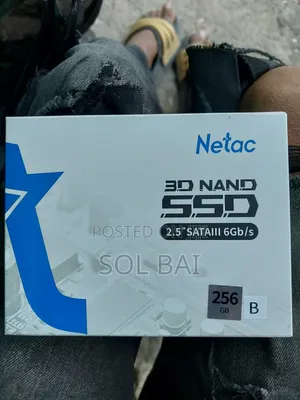 Netac
3D NAND
SSD
2.5"SATAIII 6Gb/s
POSTED
SOL BAI
256
GB
B